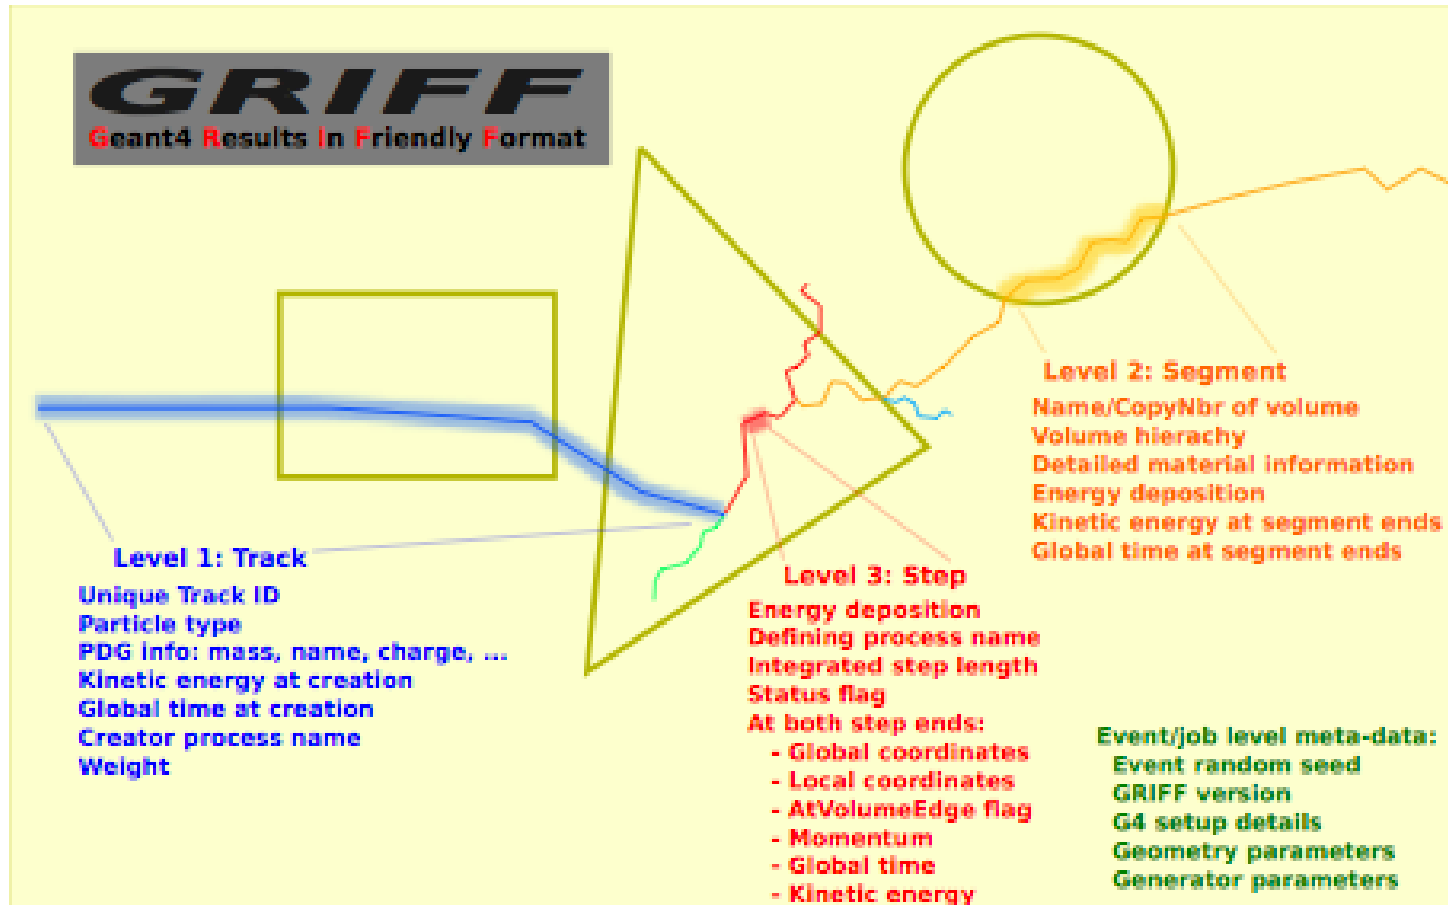 GRIFF
Geant4 Results In Friendly Format
Level 1: Track
Unique Track ID
Particle type
PDG info: mass, name, charge, ...
Kinetic energy at creation
Global time at creation
Creator process name
Weight
Level 2: Segment
Name/CopyNbr of volume
Volume hierachy
Detailed material information
Energy deposition
Kinetic energy at segment ends
Global time at segment ends
Level 3: Step
Energy deposition
Defining process name
Integrated step length
Status flag
At both step ends:
- Global coordinates
- Local coordinates
- AtVolumeEdge flag
- Momentum
- Global time
- Kinetic energy
Event/job level meta-data:
Event random seed
GRIFF version
G4 setup details
Geometry parameters
Generator parameters